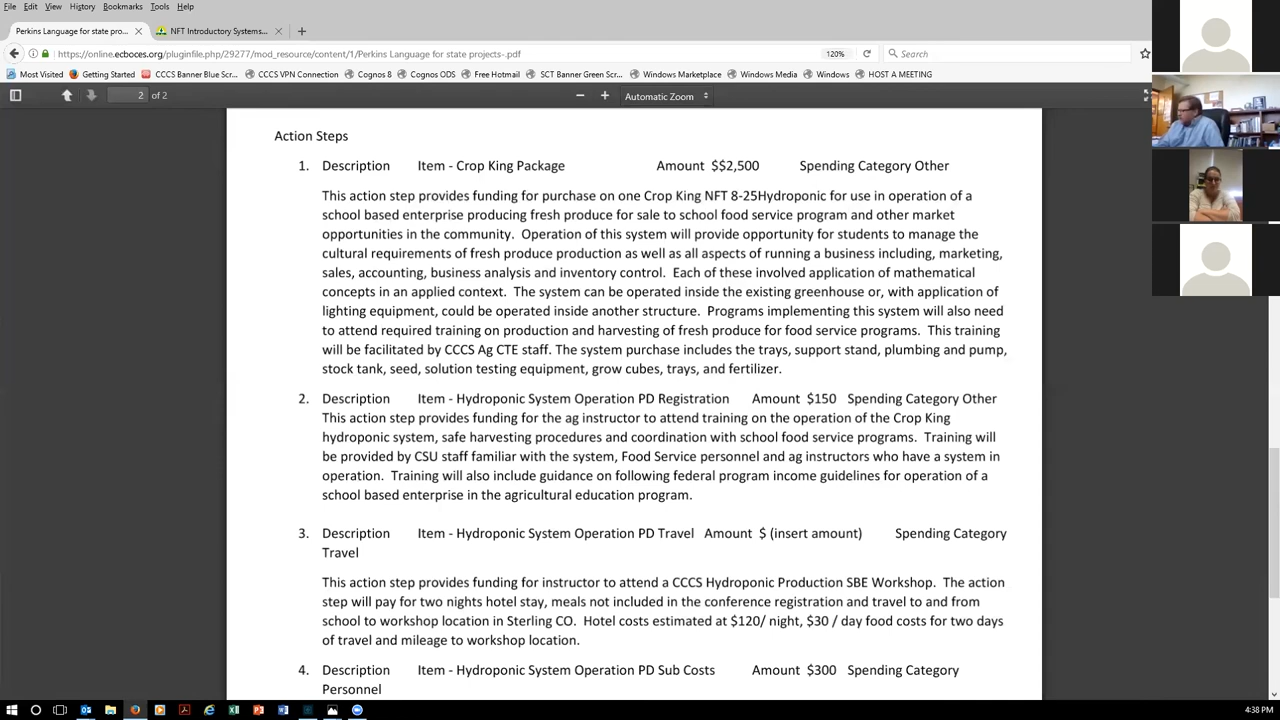 File Edit View History Bookmarks Tools Help
Perkins Language for state pro... × NFT Introductory Systems... × +
https://online.ecboces.org/pluginfile.php/29277/mod_resource/content/1/Perkins Language for state projects-.pdf 120% Search
Most Visited Getting Started CCCS Banner Blue Scr... CCCS VPN Connection Cognos 8 Cognos ODS Free Hotmail SCT Banner Green Scr... Windows Marketplace Windows Media Windows HOST A MEETING
2 of 2 Automatic Zoom
Action Steps
1. Description Item - Crop King Package Amount $$2,500 Spending Category Other
This action step provides funding for purchase on one Crop King NFT 8-25Hydroponic for use in operation of a
school based enterprise producing fresh produce for sale to school food service program and other market
opportunities in the community. Operation of this system will provide opportunity for students to manage the
cultural requirements of fresh produce production as well as all aspects of running a business including, marketing,
sales, accounting, business analysis and inventory control. Each of these involved application of mathematical
concepts in an applied context. The system can be operated inside the existing greenhouse or, with application of
lighting equipment, could be operated inside another structure. Programs implementing this system will also need
to attend required training on production and harvesting of fresh produce for food service programs. This training
will be facilitated by CCCS Ag CTE staff. The system purchase includes the trays, support stand, plumbing and pump,
stock tank, seed, solution testing equipment, grow cubes, trays, and fertilizer.
2. Description Item - Hydroponic System Operation PD Registration Amount $150 Spending Category Other
This action step provides funding for the ag instructor to attend training on the operation of the Crop King
hydroponic system, safe harvesting procedures and coordination with school food service programs. Training will
be provided by CSU staff familiar with the system, Food Service personnel and ag instructors who have a system in
operation. Training will also include guidance on following federal program income guidelines for operation of a
school based enterprise in the agricultural education program.
3. Description Item - Hydroponic System Operation PD Travel Amount $ (insert amount) Spending Category
Travel
This action step provides funding for instructor to attend a CCCS Hydroponic Production SBE Workshop. The action
step will pay for two nights hotel stay, meals not included in the conference registration and travel to and from
school to workshop location in Sterling CO. Hotel costs estimated at $120/ night, $30 / day food costs for two days
of travel and mileage to workshop location.
4. Description Item - Hydroponic System Operation PD Sub Costs Amount $300 Spending Category
Personnel
4:38 PM